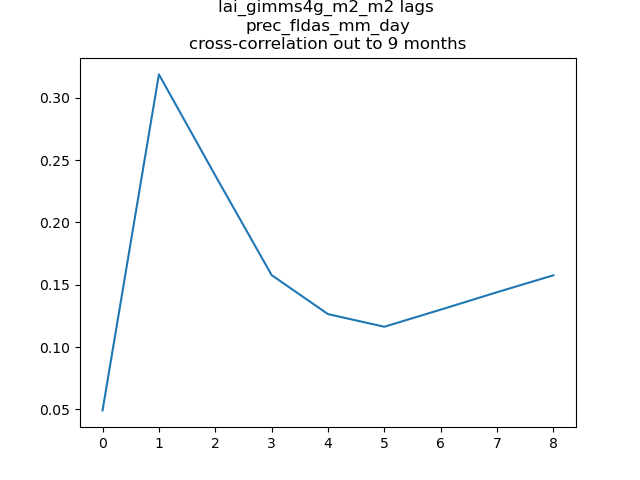 lai_gimms4g_m2_m2 lags
prec_fldas_mm_day
cross-correlation out to 9 months
0.30
0.25
0.20
0.15
0.10
0.05
0 1 2 3 4 5 6 7 8